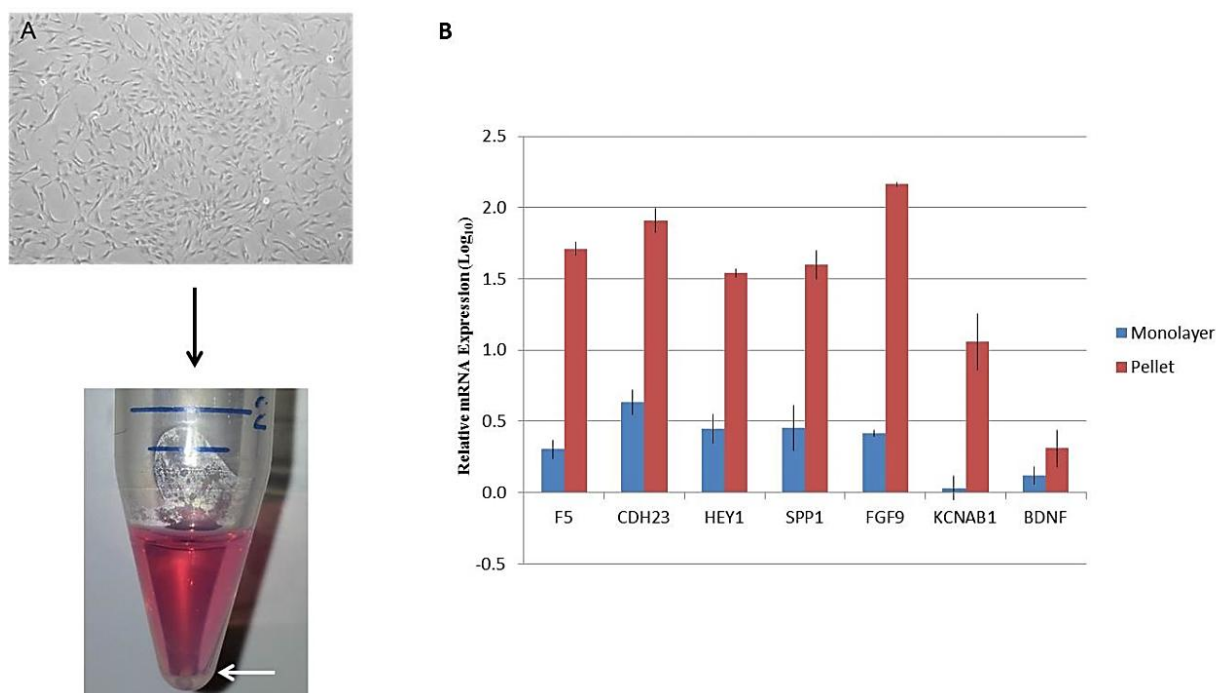 A
B
2.5
2.0
1.5
1.0
0.5
0.0
-0.5
Relative mRNA Expression (Log10)
F5 CDH23 HEY1 SPP1 FGF9 KCNAB1 BDNF
Monolayer
Pellet